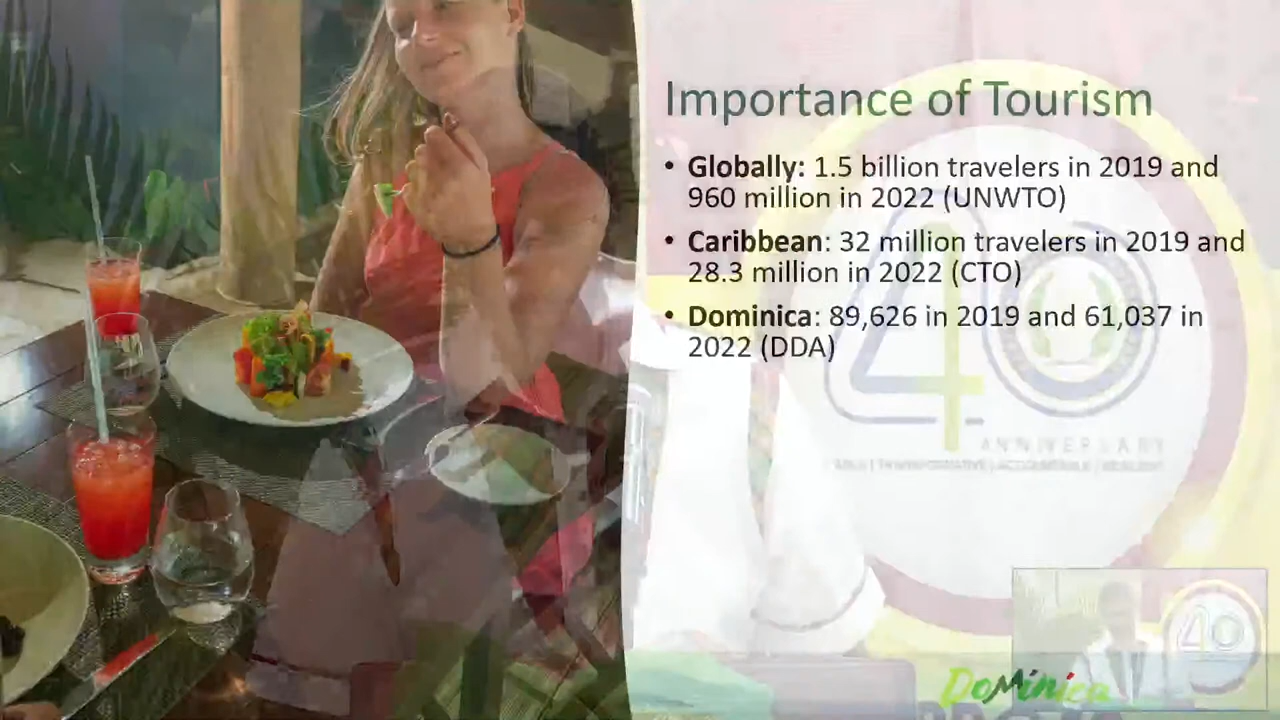 Importance of Tourism
• Globally: 1.5 billion travelers in 2019 and
960 million in 2022 (UNWTO)
• Caribbean: 32 million travelers in 2019 and
28.3 million in 2022 (CTO)
• Dominica: 89,626 in 2019 and 61,037 in
2022 (DDA)
40
ANNIVERSARY
40
Dominica